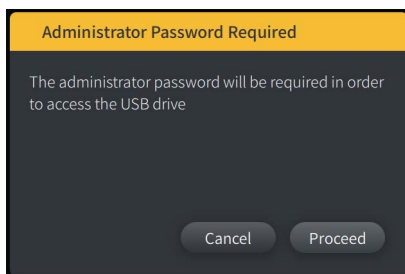 Administrator Password Required
The administrator password will be required in order
to access the USB drive
Cancel Proceed